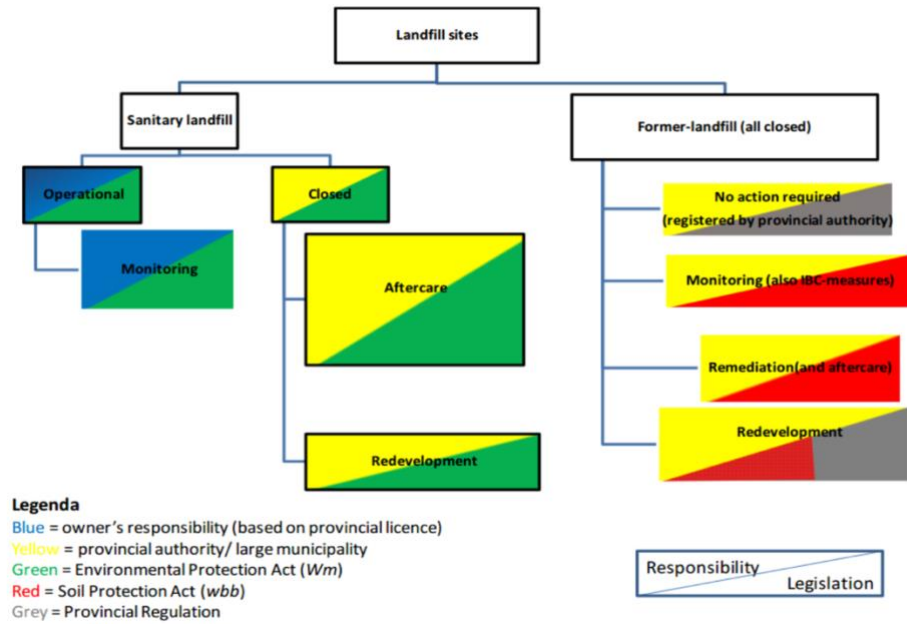 Landfill sites
Sanitary landfill
Former-landfill (all closed)
Operational
Closed
No action required
(registered by provincial authority)
Monitoring
Aftercare
Monitoring (also IBC-measures)
Remediation(and aftercare)
Redevelopment
Redevelopment
Legenda
Blue = owner's responsibility (based on provincial licence)
Yellow = provincial authority/ large municipality
Green = Environmental Protection Act (Wm)
Red = Soil Protection Act (wbb)
Grey = Provincial Regulation
Responsibility
Legislation